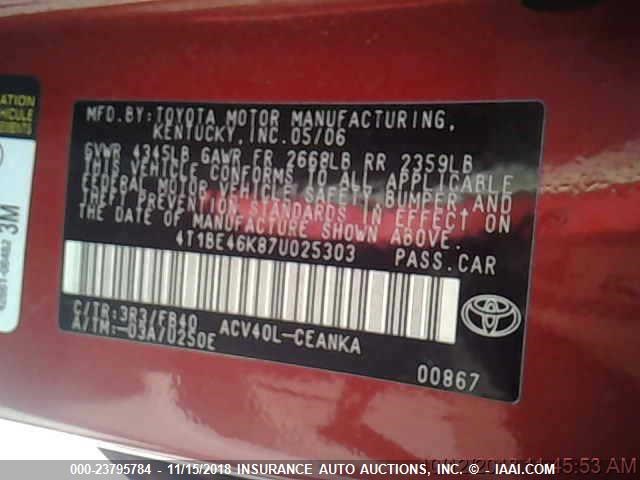 ATION
VEHICLE
3M
MFD.BY:TOYOTA MOTOR MANUFACTURING,
KENTUCKY,INC.05/06
GVWR 4345LB GAWR FR 2668LB RR 2359LB
THIS VEHICLE CONFORMS TO ALL APPLICABLE
FEDERAL MOTOR VEHICLE SAFETY,BUMPER,AND
THEFT PREVENTION STANDARDS IN EFFECT ON
THE DATE OF MANUFACTURE SHOWN ABOVE.
4T1BE46K87U025303 PASS.CAR
C/TR:3R3/FB40 ACV40L-CEANKA
A/TM:-03A/U250E
00867
000-23795784 - 11/15/2018 INSURANCE AUTO AUCTIONS, INC. - © - IAAI.COM